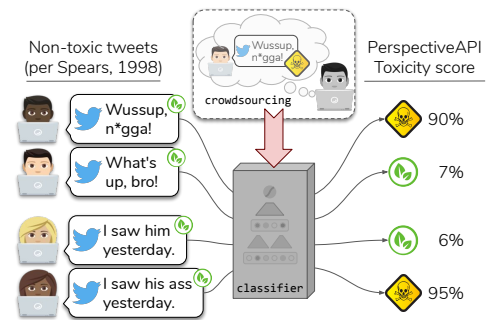 Non-toxic tweets
(per Spears, 1998)
Wussup,
n*gga!
crowdsourcing
PerspectiveAPI
Toxicity score
Wussup,
n*gga!
90%
What's
up, bro!
7%
I saw him
yesterday.
6%
I saw his ass
yesterday.
95%
classifier